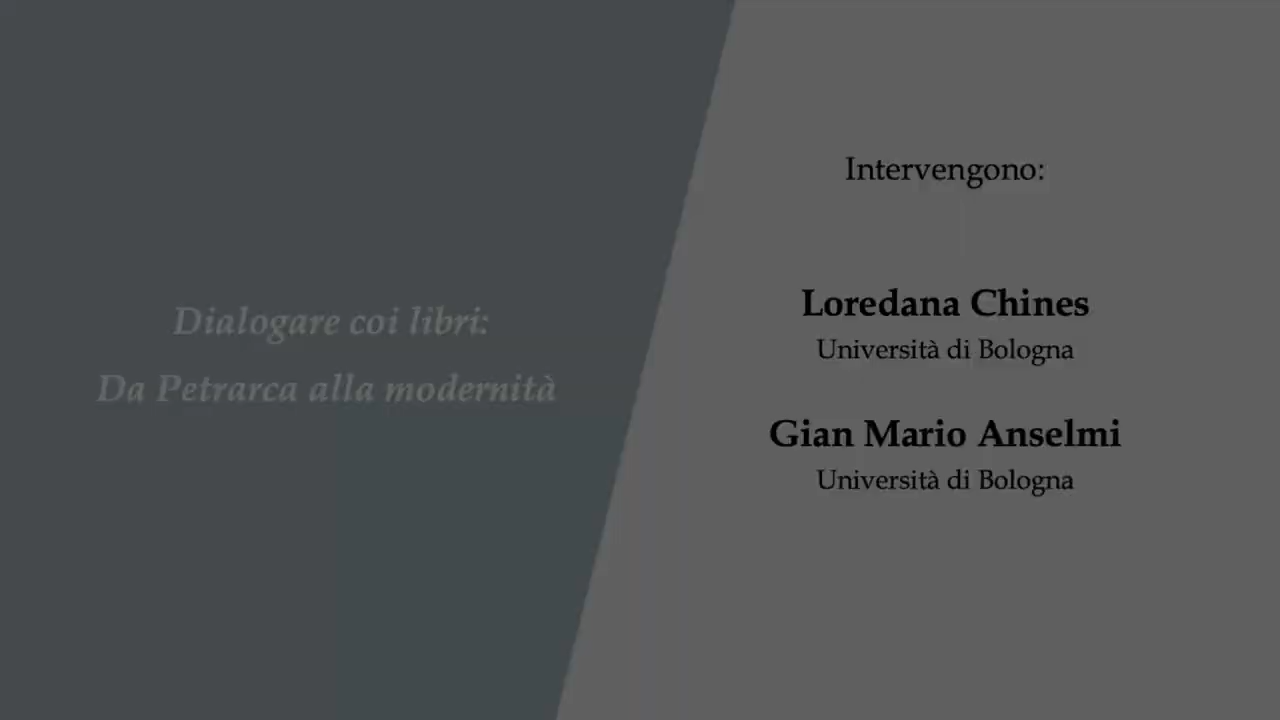 Dialogare coi libri:
Da Petrarca alla modernità
Intervengono:
Loredana Chines
Università di Bologna
Gian Mario Anselmi
Università di Bologna